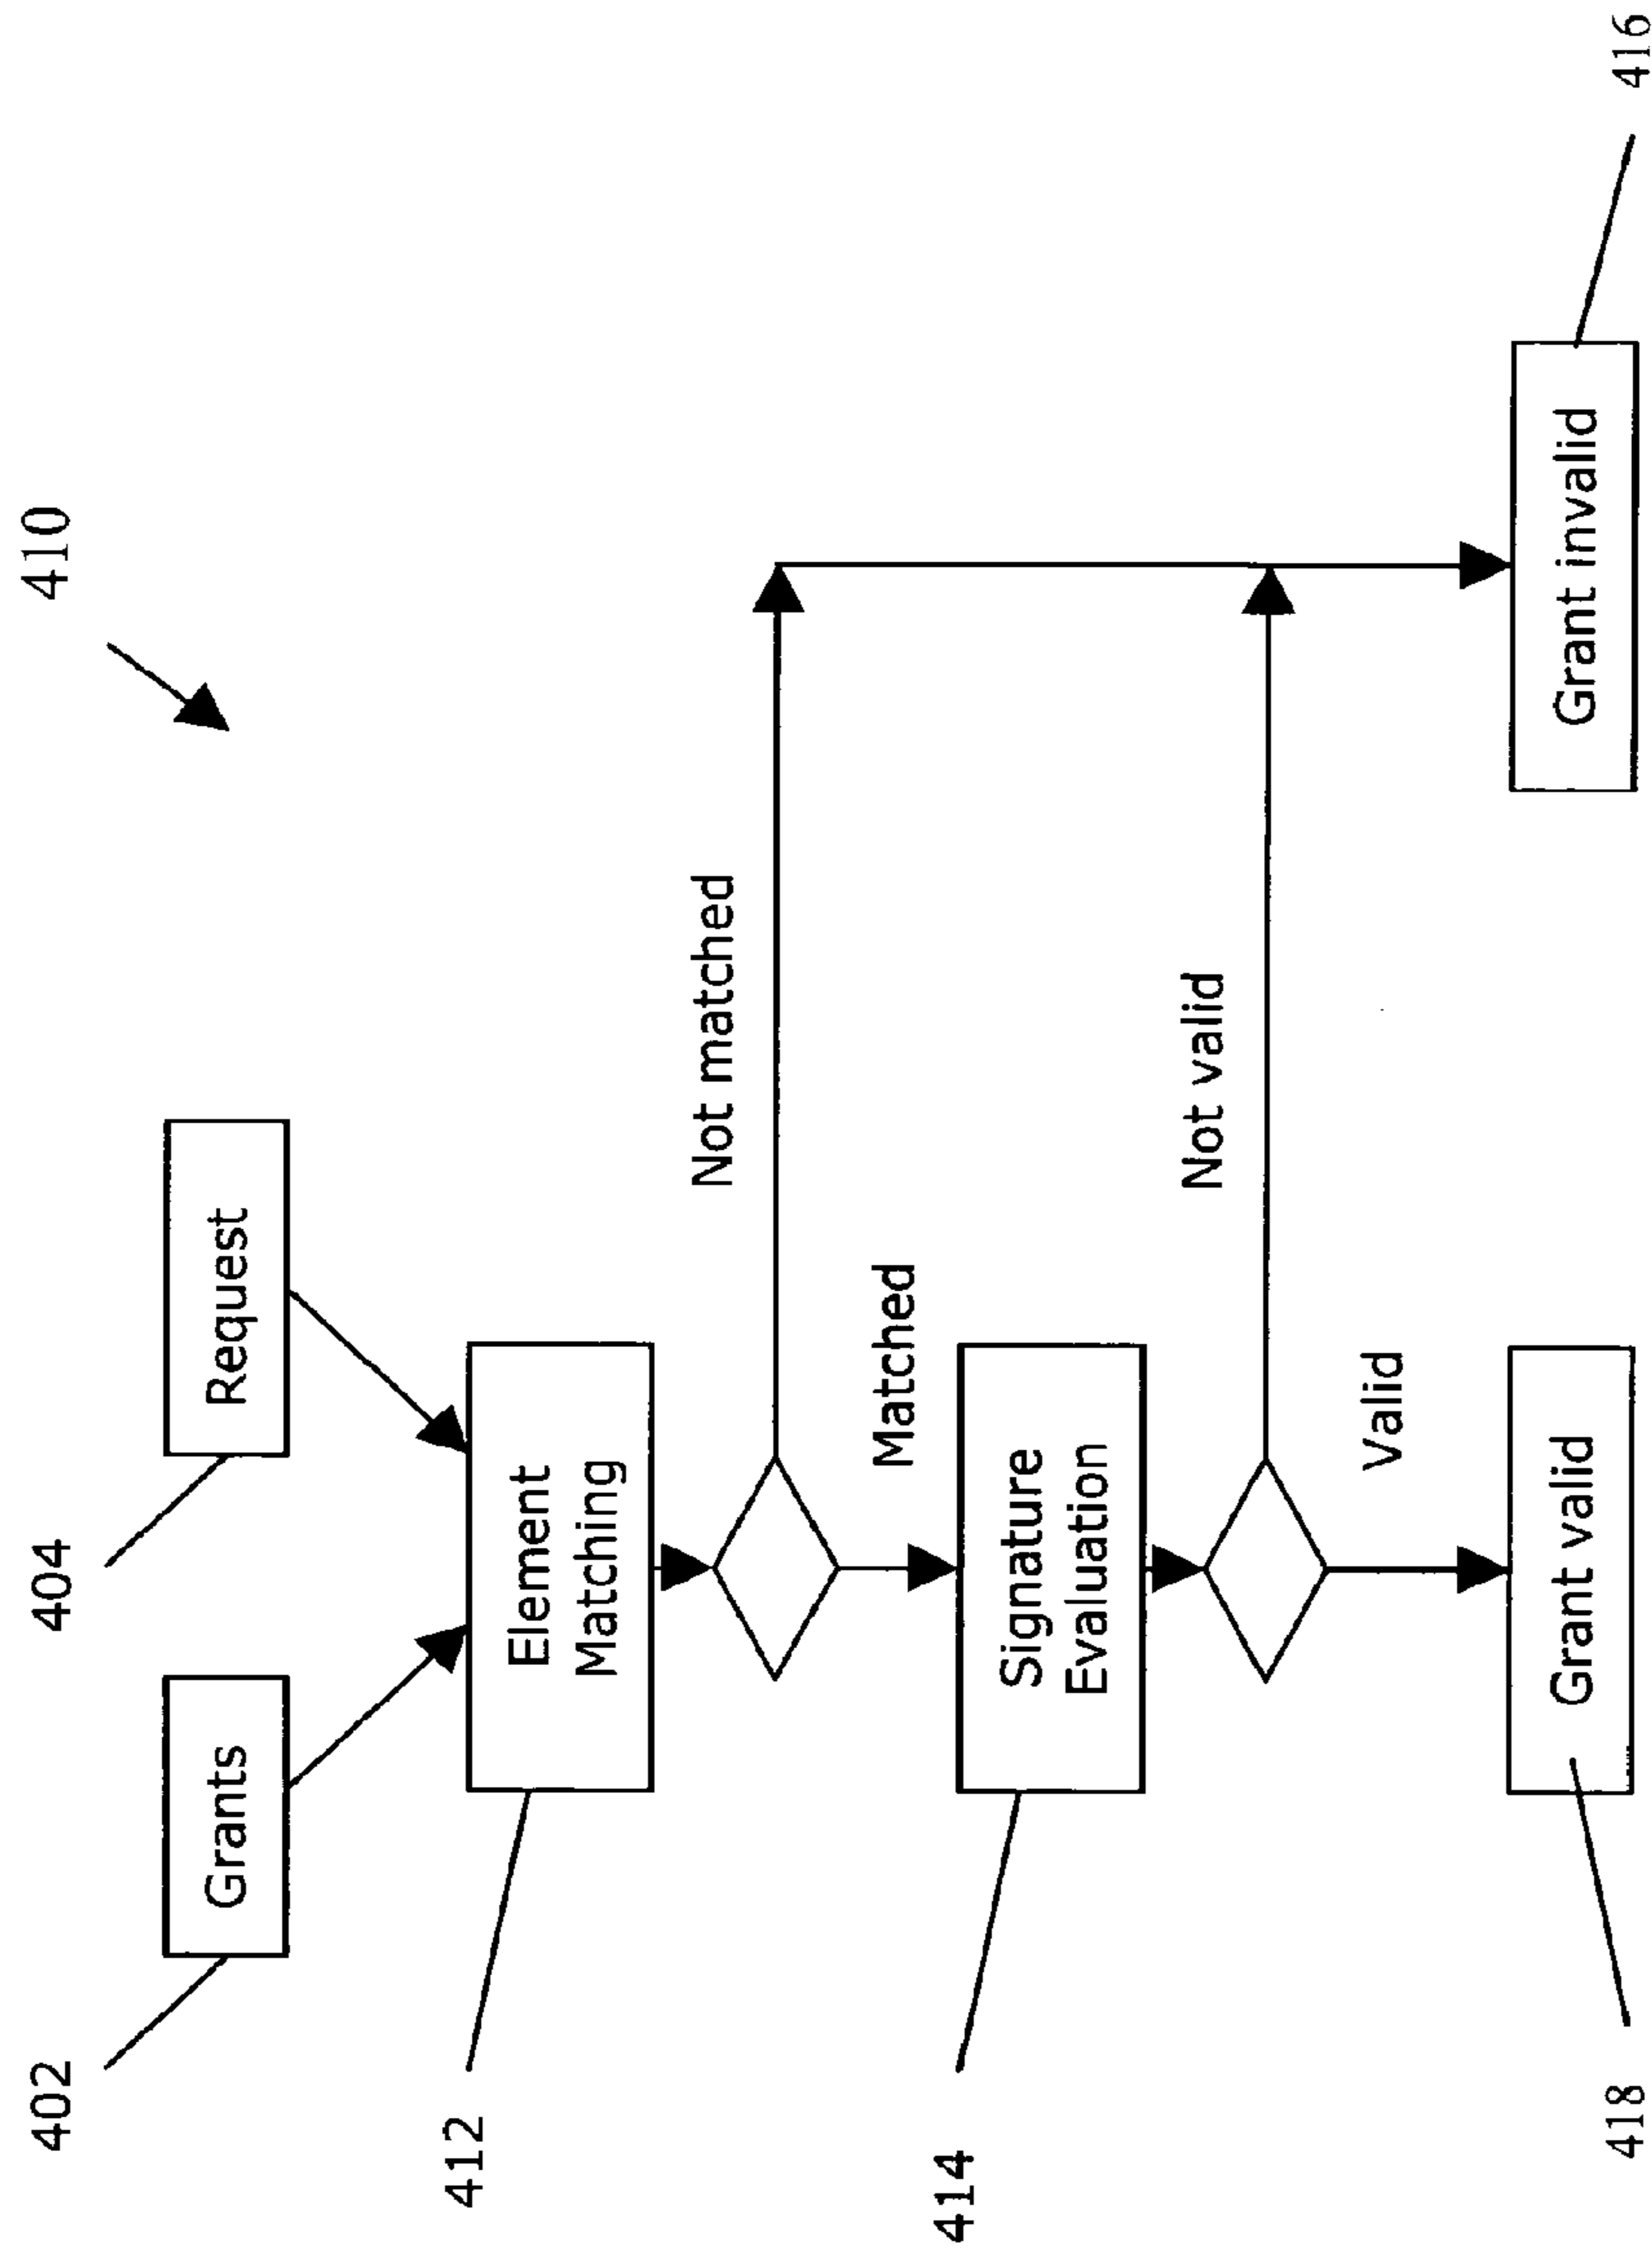 410
402
404
Grants
Request
412
Element
Matching
Not matched
Matched
414
Signature
Evaluation
Not valid
Valid
418
Grant valid
Grant invalid
416